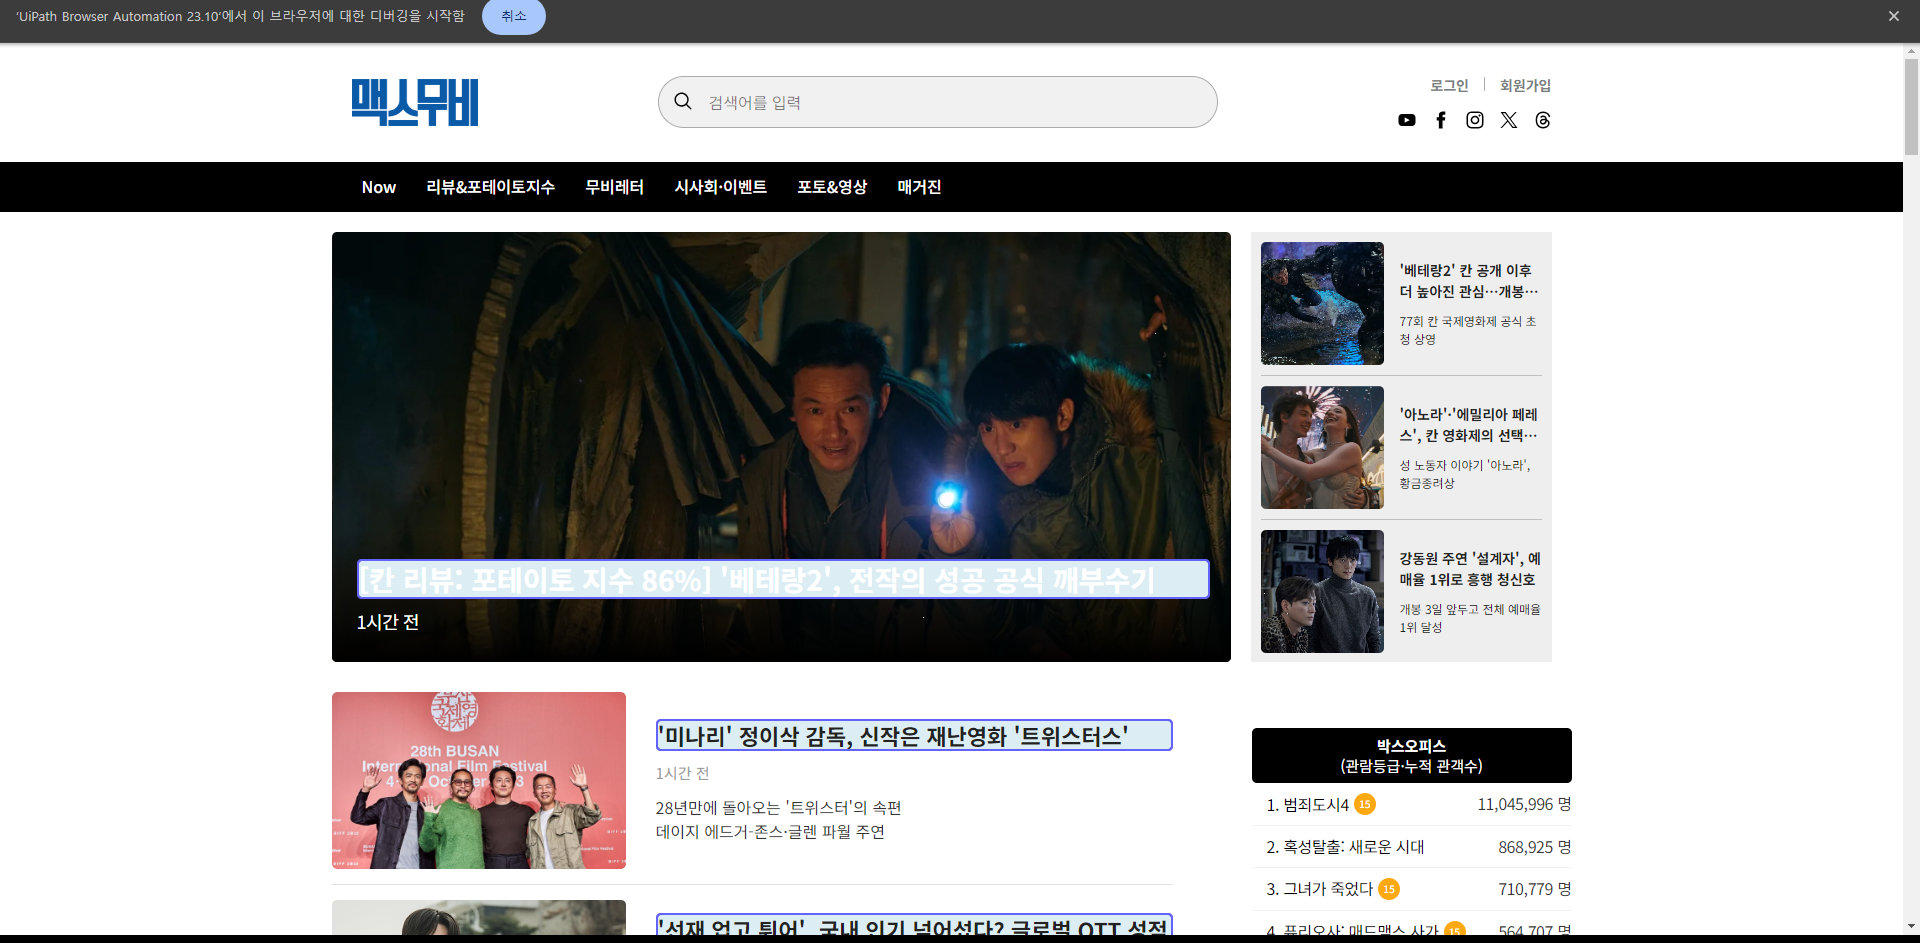 'UiPath Browser Automation 23.10'에서 이 브라우저에 대한 디버깅을 시작함
취소
맥스무비
검색어를 입력
로그인
회원가입
Now
리뷰&포테이토지수
무비레터
시사회·이벤트
포토&영상
매거진
[칸 리뷰: 포테이토 지수 86%] '베테랑2', 전작의 성공 공식 깨부수기
1시간 전
'베테랑2' 칸 공개 이후
더 높아진 관심…개봉…
77회 칸 국제영화제 공식 초
청 상영
'아노라'·'에밀리아 페레
스', 칸 영화제의 선택…
성 노동자 이야기 '아노라',
황금종려상
강동원 주연 '설계자', 예
매율 1위로 흥행 청신호
개봉 3일 앞두고 전체 예매율
1위 달성
28th BUSAN
International Film Festival
'미나리' 정이삭 감독, 신작은 재난영화 '트위스터스'
1시간 전
28년만에 돌아오는 '트위스터'의 속편
데이지 에드거-존스·글렌 파월 주연
'선재 업고 튀어', 국내 인기 넘어섰다? 글로벌 OTT 성적
박스오피스
(관람등급·누적 관객수)
1. 범죄도시4 15 11,045,996 명
2. 혹성탈출: 새로운 시대 868,925 명
3. 그녀가 죽었다 15 710,779 명
4. 퓨리오사: 매드맥스 사가 15 564,707 명